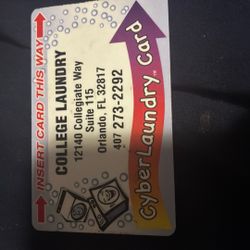 INSERT CARD THIS WAY
COLLEGE LAUNDRY
12140 Collegiate Way
Suite 115
Orlando, FL 32817
407 273-2292
CyberLaundry Card